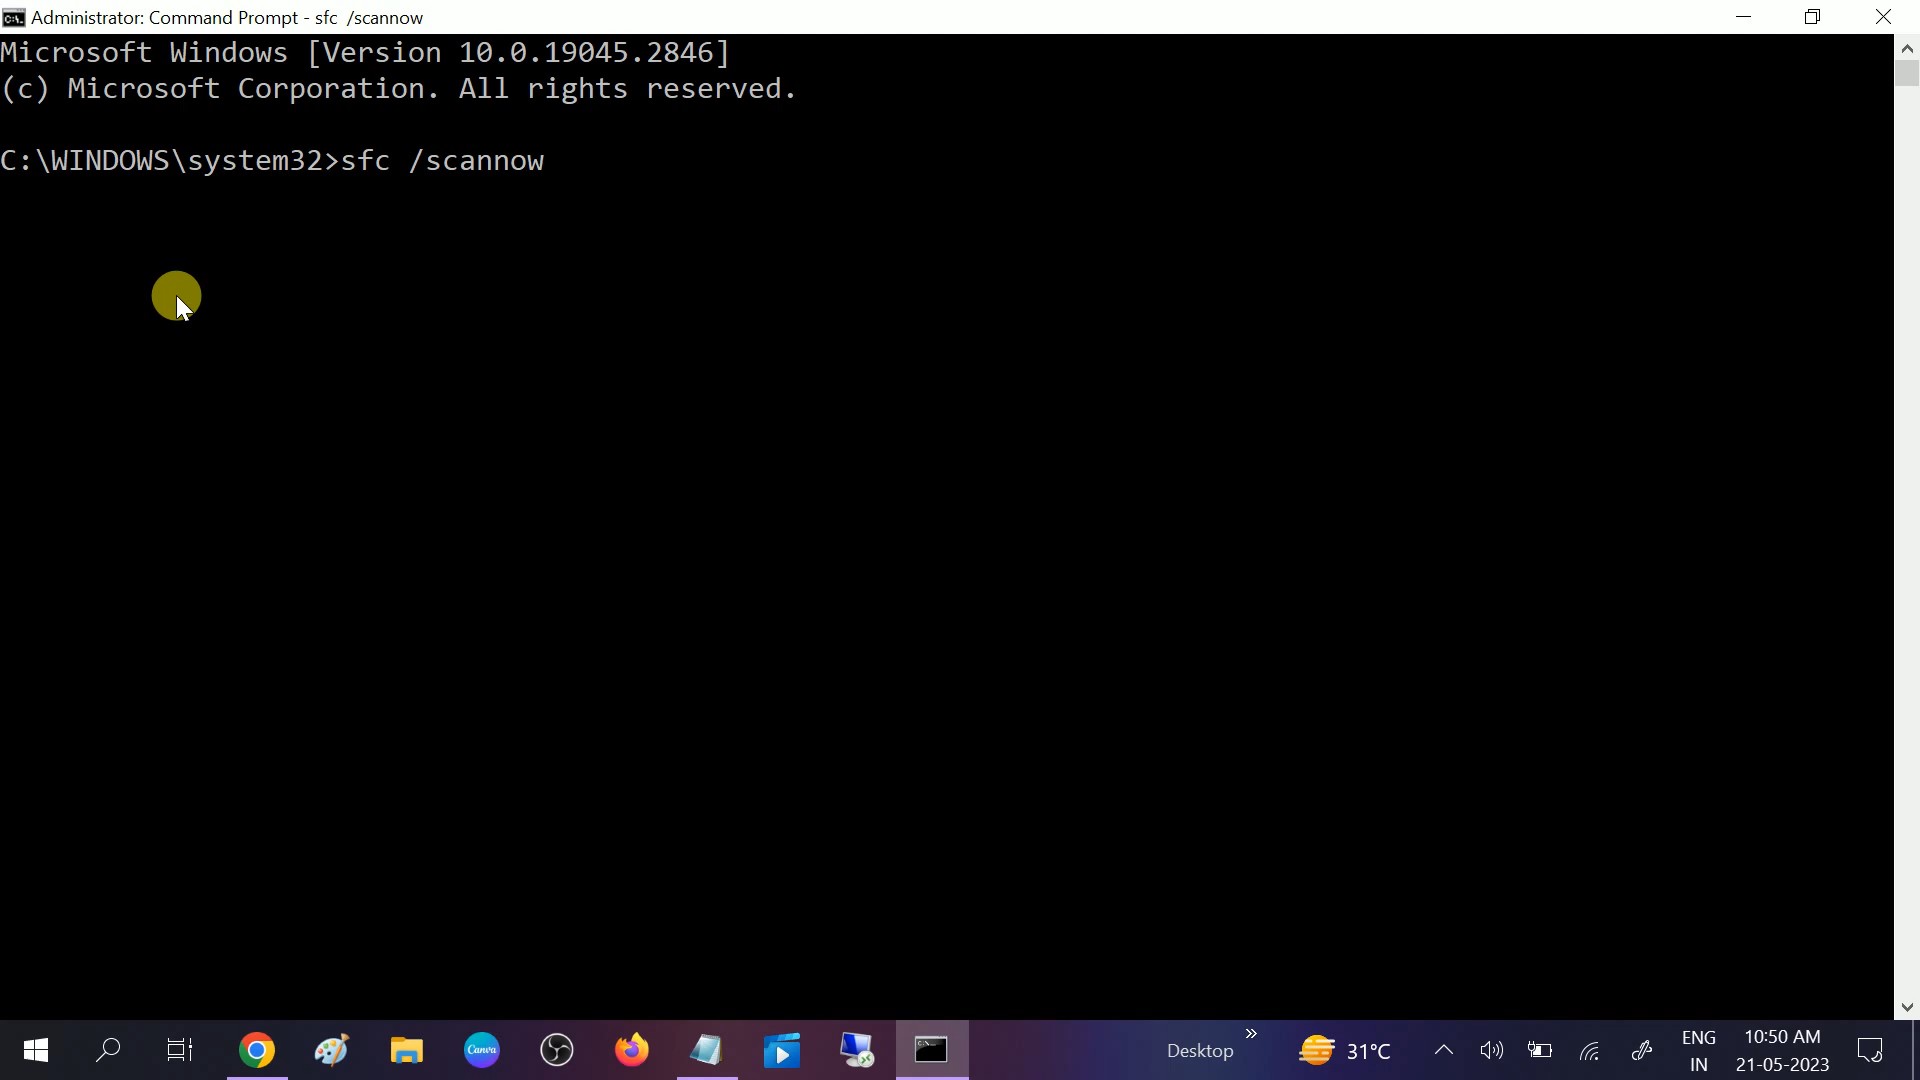 Administrator: Command Prompt - sfc /scannow
Microsoft Windows [Version 10.0.19045.2846]
(c) Microsoft Corporation. All rights reserved.
C:\WINDOWS\system32>sfc /scannow
Canva
Desktop
31°C
ENG
IN
10:50 AM
21-05-2023